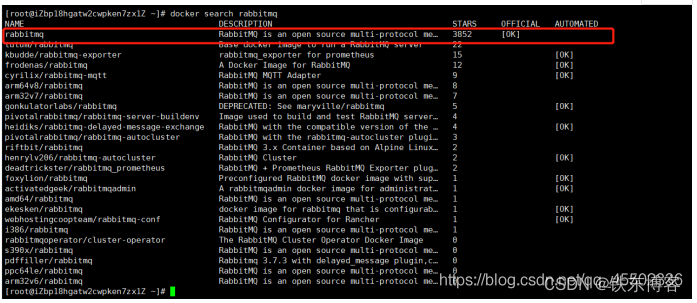 [root@iZbp18hgatw2cwpken7zx1Z ~]# docker search rabbitmq
NAME DESCRIPTION STARS OFFICIAL AUTOMATED
rabbitmq RabbitMQ is an open source multi-protocol me… 3852 [OK]
tutum/rabbitmq Base docker image to run a RabbitMQ server 22
kbudde/rabbitmq-exporter rabbitmq_exporter for prometheus 15 [OK]
frodenas/rabbitmq A Docker Image for RabbitMQ 12 [OK]
cyrilix/rabbitmq-mqtt RabbitMQ MQTT Adapter 9 [OK]
arm64v8/rabbitmq RabbitMQ is an open source multi-protocol me… 8
arm32v7/rabbitmq RabbitMQ is an open source multi-protocol me… 7
gonkulatorlabs/rabbitmq DEPRECATED: See maryville/rabbitmq 5 [OK]
pivotalrabbitmq/rabbitmq-server-buildenv Image used to build and test RabbitMQ server… 4
heidiks/rabbitmq-delayed-message-exchange RabbitMQ with the compatible version of the … 4 [OK]
pivotalrabbitmq/rabbitmq-autocluster RabbitMQ with the rabbitmq-autocluster plugi… 3
riftbit/rabbitmq RabbitMQ 3.x Container based on Alpine Linux… 2
henrylv206/rabbitmq-autocluster RabbitMQ Cluster 2 [OK]
deadtrickster/rabbitmq_prometheus RabbitMQ + Prometheus RabbitMQ Exporter plug… 2
foxylion/rabbitmq Preconfigured RabbitMQ docker image with sup… 1 [OK]
activatedgeek/rabbitmqadmin A rabbitmqadmin docker image for administrat… 1 [OK]
amd64/rabbitmq RabbitMQ is an open source multi-protocol me… 1
ekesken/rabbitmq docker image for rabbitmq that is configurab… 1 [OK]
webhostingcoopteam/rabbitmq-conf RabbitMQ Configurator for Rancher 1 [OK]
i386/rabbitmq RabbitMQ is an open source multi-protocol me… 1
rabbitmqoperator/cluster-operator The RabbitMQ Cluster Operator Docker Image 0
s390x/rabbitmq RabbitMQ is an open source multi-protocol me… 0
pdffiller/rabbitmq Rabbitmq 3.7.3 with delayed_message plugin,c… 0
ppc64le/rabbitmq RabbitMQ is an open source multi-protocol me… 0
arm32v6/rabbitmq RabbitMQ is an open source multi-protocol me… 0
[root@iZbp18hgatw2cwpken7zx1Z ~]#
CSDN @软东博客